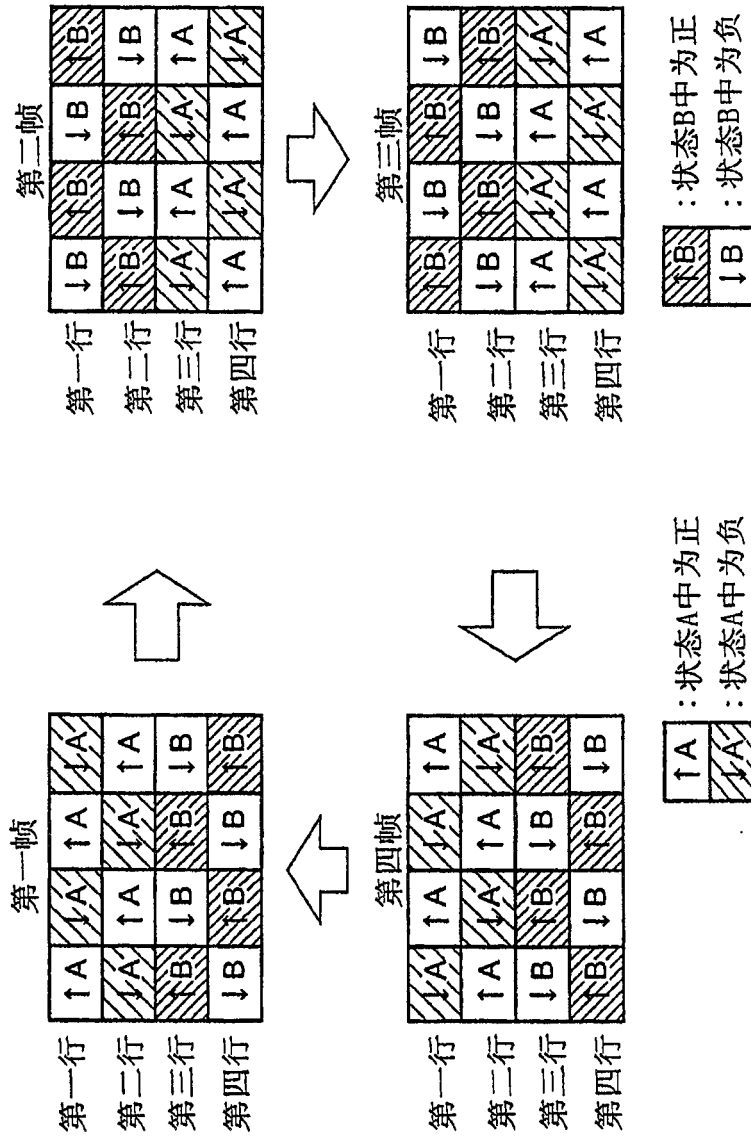 第一帧
第一行 ↑A ↓A ↑A ↓A
第二行 ↓A ↑A ↓A ↑A
第三行 ↑B ↓B ↑B ↓B
第四行 ↓B ↑B ↓B ↑B
第二帧
第一行 ↓B ↑B ↓B ↑B
第二行 ↑B ↓B ↑B ↓B
第三行 ↓A ↑A ↓A ↑A
第四行 ↑A ↓A ↑A ↓A
第四帧
第一行 ↓A ↑A ↓A ↑A
第二行 ↑A ↓A ↑A ↓A
第三行 ↓B ↑B ↓B ↑B
第四行 ↑B ↓B ↑B ↓B
第三帧
第一行 ↑B ↓B ↑B ↓B
第二行 ↓B ↑B ↓B ↑B
第三行 ↑A ↓A ↑A ↓A
第四行 ↓A ↑A ↓A ↑A
↑A :状态A中为正
↓A :状态A中为负
↑B :状态B中为正
↓B :状态B中为负